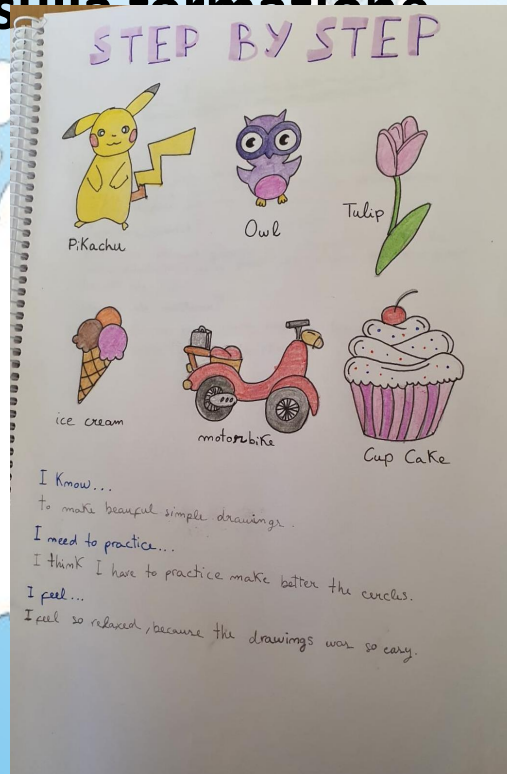 sulla formazione
STEP BY STEP
Pikachu
Owl
Tulip
ice cream
motorbike
Cup Cake
I Know...
to make beauful simple drawings.
I need to practice...
I think I have to practice make better the circles.
I feel...
I feel so relaxed, because the drawings was so easy.